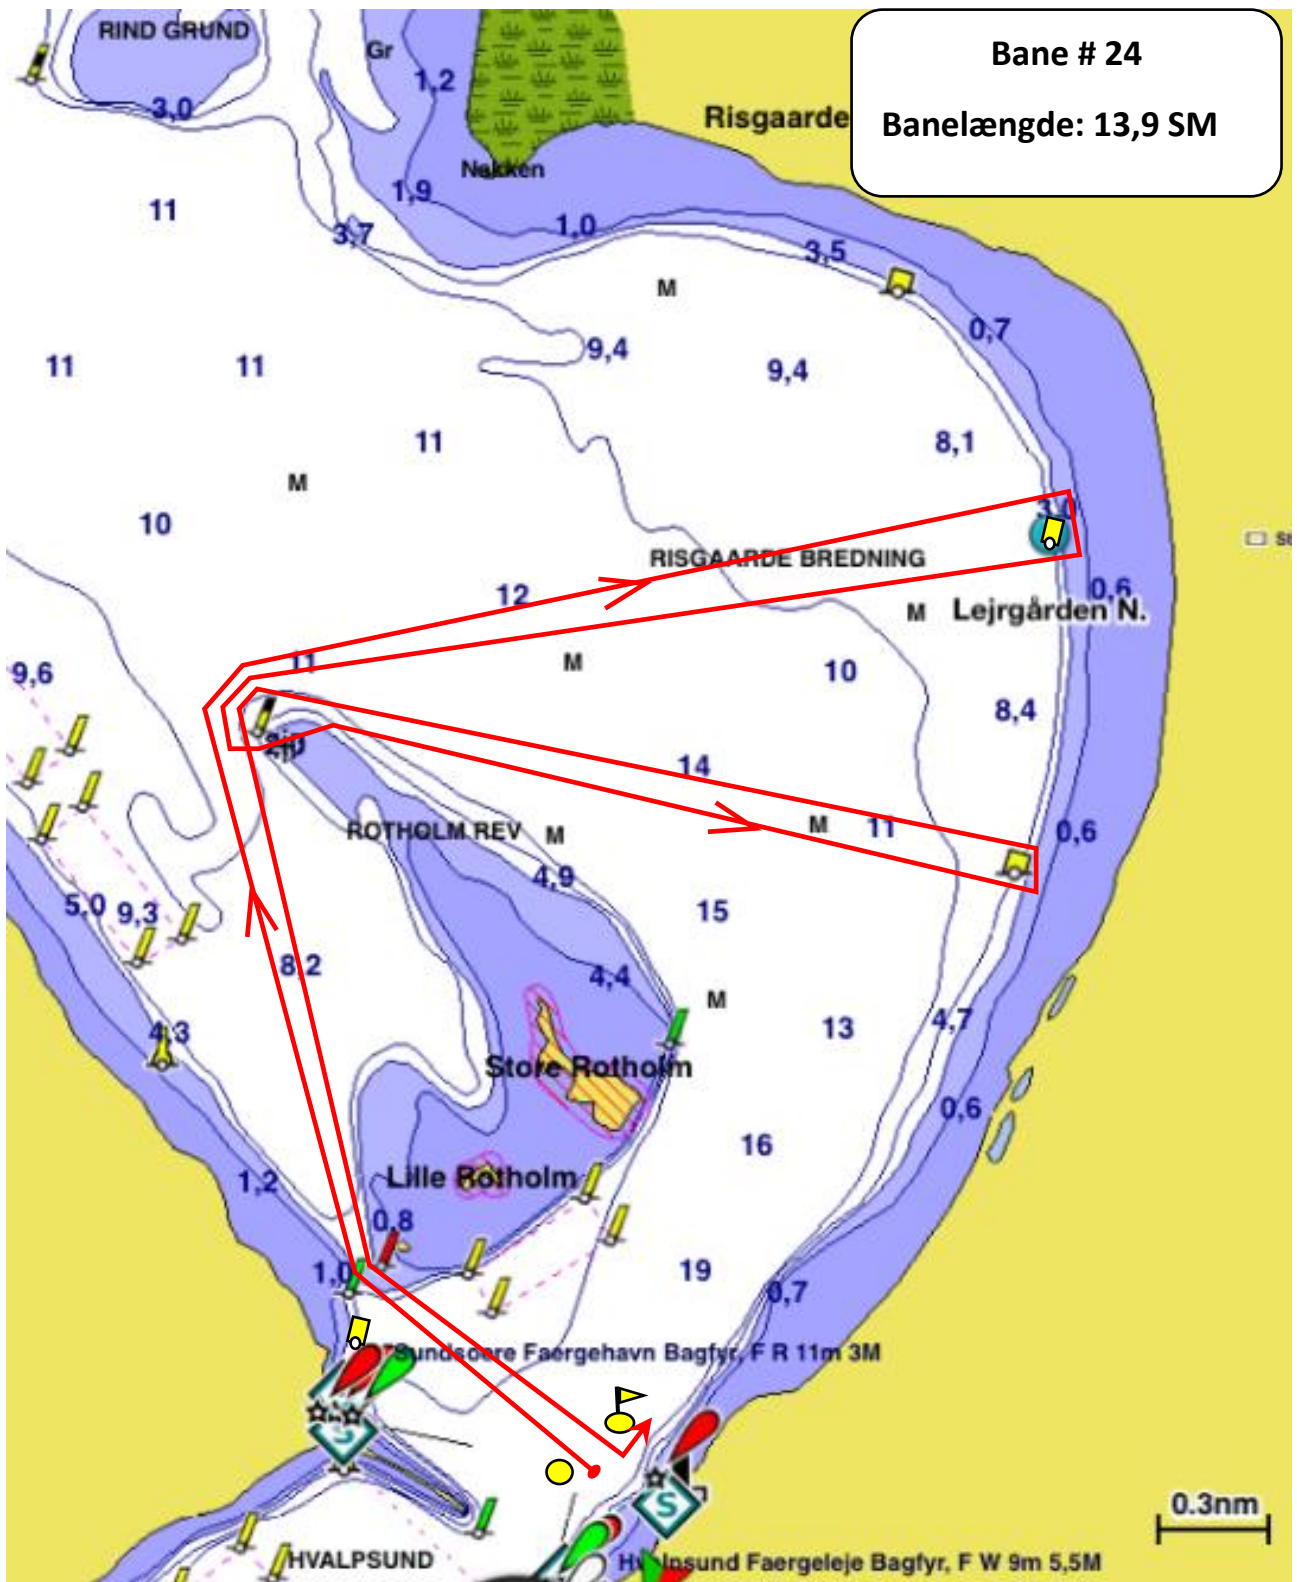 Bane # 24
Banelængde: 13,9 SM
RIND GRUND
Gr
1,2
3,0
Risgaarde
Nakken
1,9
11
3,7
1,0
3,5
M
0,7
9,4
9,4
11
11
11
8,1
M
3,0
10
RISGAARDE BREDNING
12
0,6
M
Lejrgården N.
11
M
9,6
10
8,4
14
ROTHOLM REV
M
M
11
0,6
4,9
5,0
9,3
15
8,2
4,4
M
4,3
13
4,7
Store Rotholm
0,6
16
1,2
Lille Rotholm
0,8
1,0
19
0,7
Sundsoere Faergehavn Bagfyr, F R 11m 3M
S
S
0.3nm
HVALPSUND
Hvalpsund Faergeleje Bagfyr, F W 9m 5,5M